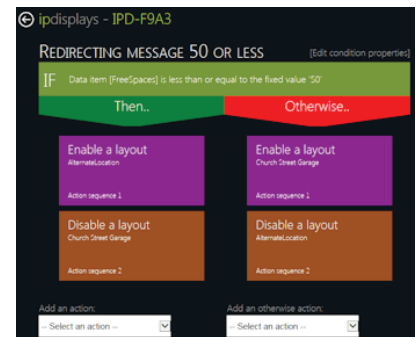 ipdisplays - IPD-F9A3
REDIRECTING MESSAGE 50 OR LESS
[Edit condition properties]
IF Data item [FreeSpaces] is less than or equal to the fixed value '50'
Then..
Otherwise..
Enable a layout
AlternateLocation
Action sequence 1
Enable a layout
Church Street Garage
Action sequence 1
Disable a layout
Church Street Garage
Action sequence 2
Disable a layout
AlternateLocation
Action sequence 2
Add an action:
-- Select an action --
Add an otherwise action:
-- Select an action --